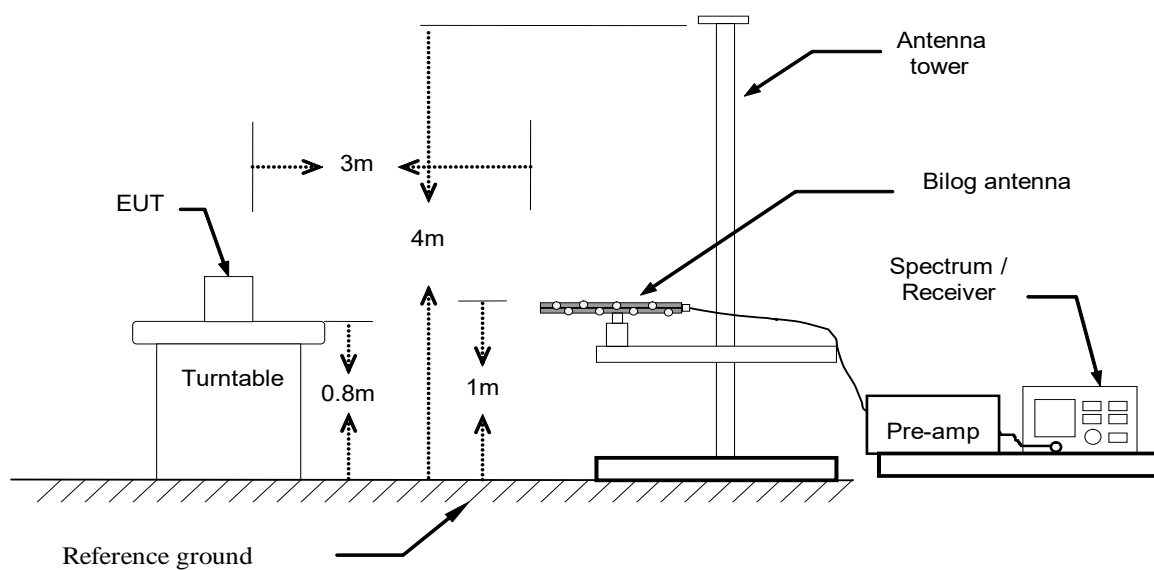 Antenna
tower
3m
EUT
Bilog antenna
4m
Spectrum /
Receiver
Turntable
0.8m
1m
Pre-amp
Reference ground